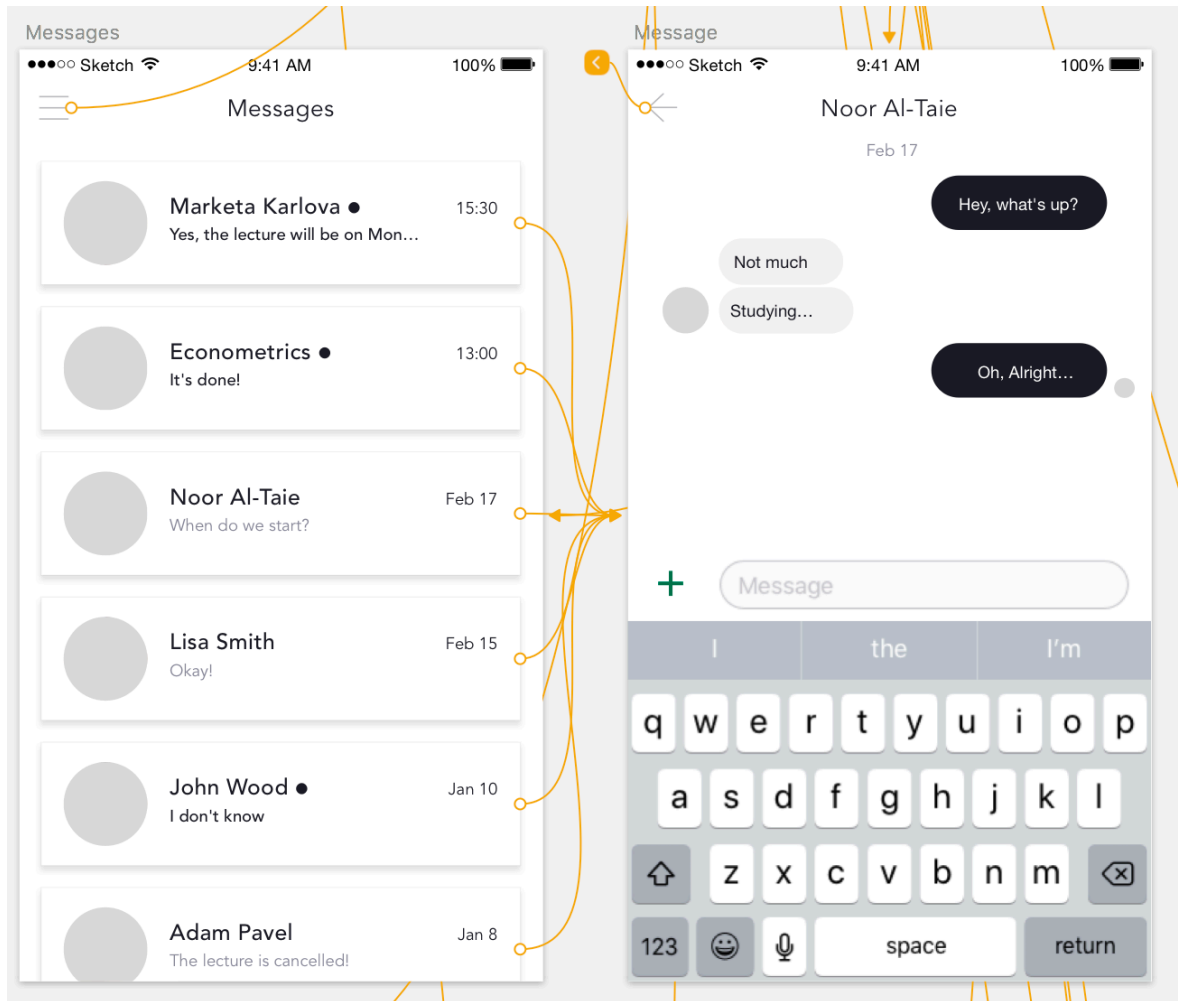 Messages
Sketch 9:41 AM 100%
Messages
Marketa Karlova 15:30
Yes, the lecture will be on Mon…
Econometrics 13:00
It's done!
Noor Al-Taie Feb 17
When do we start?
Lisa Smith Feb 15
Okay!
John Wood Jan 10
I don't know
Adam Pavel Jan 8
The lecture is cancelled!
Message
Sketch 9:41 AM 100%
Noor Al-Taie
Feb 17
Hey, what's up?
Not much
Studying…
Oh, Alright…
Message
I the I'm
q w e r t y u i o p
a s d f g h j k l
z x c v b n m
123 space return